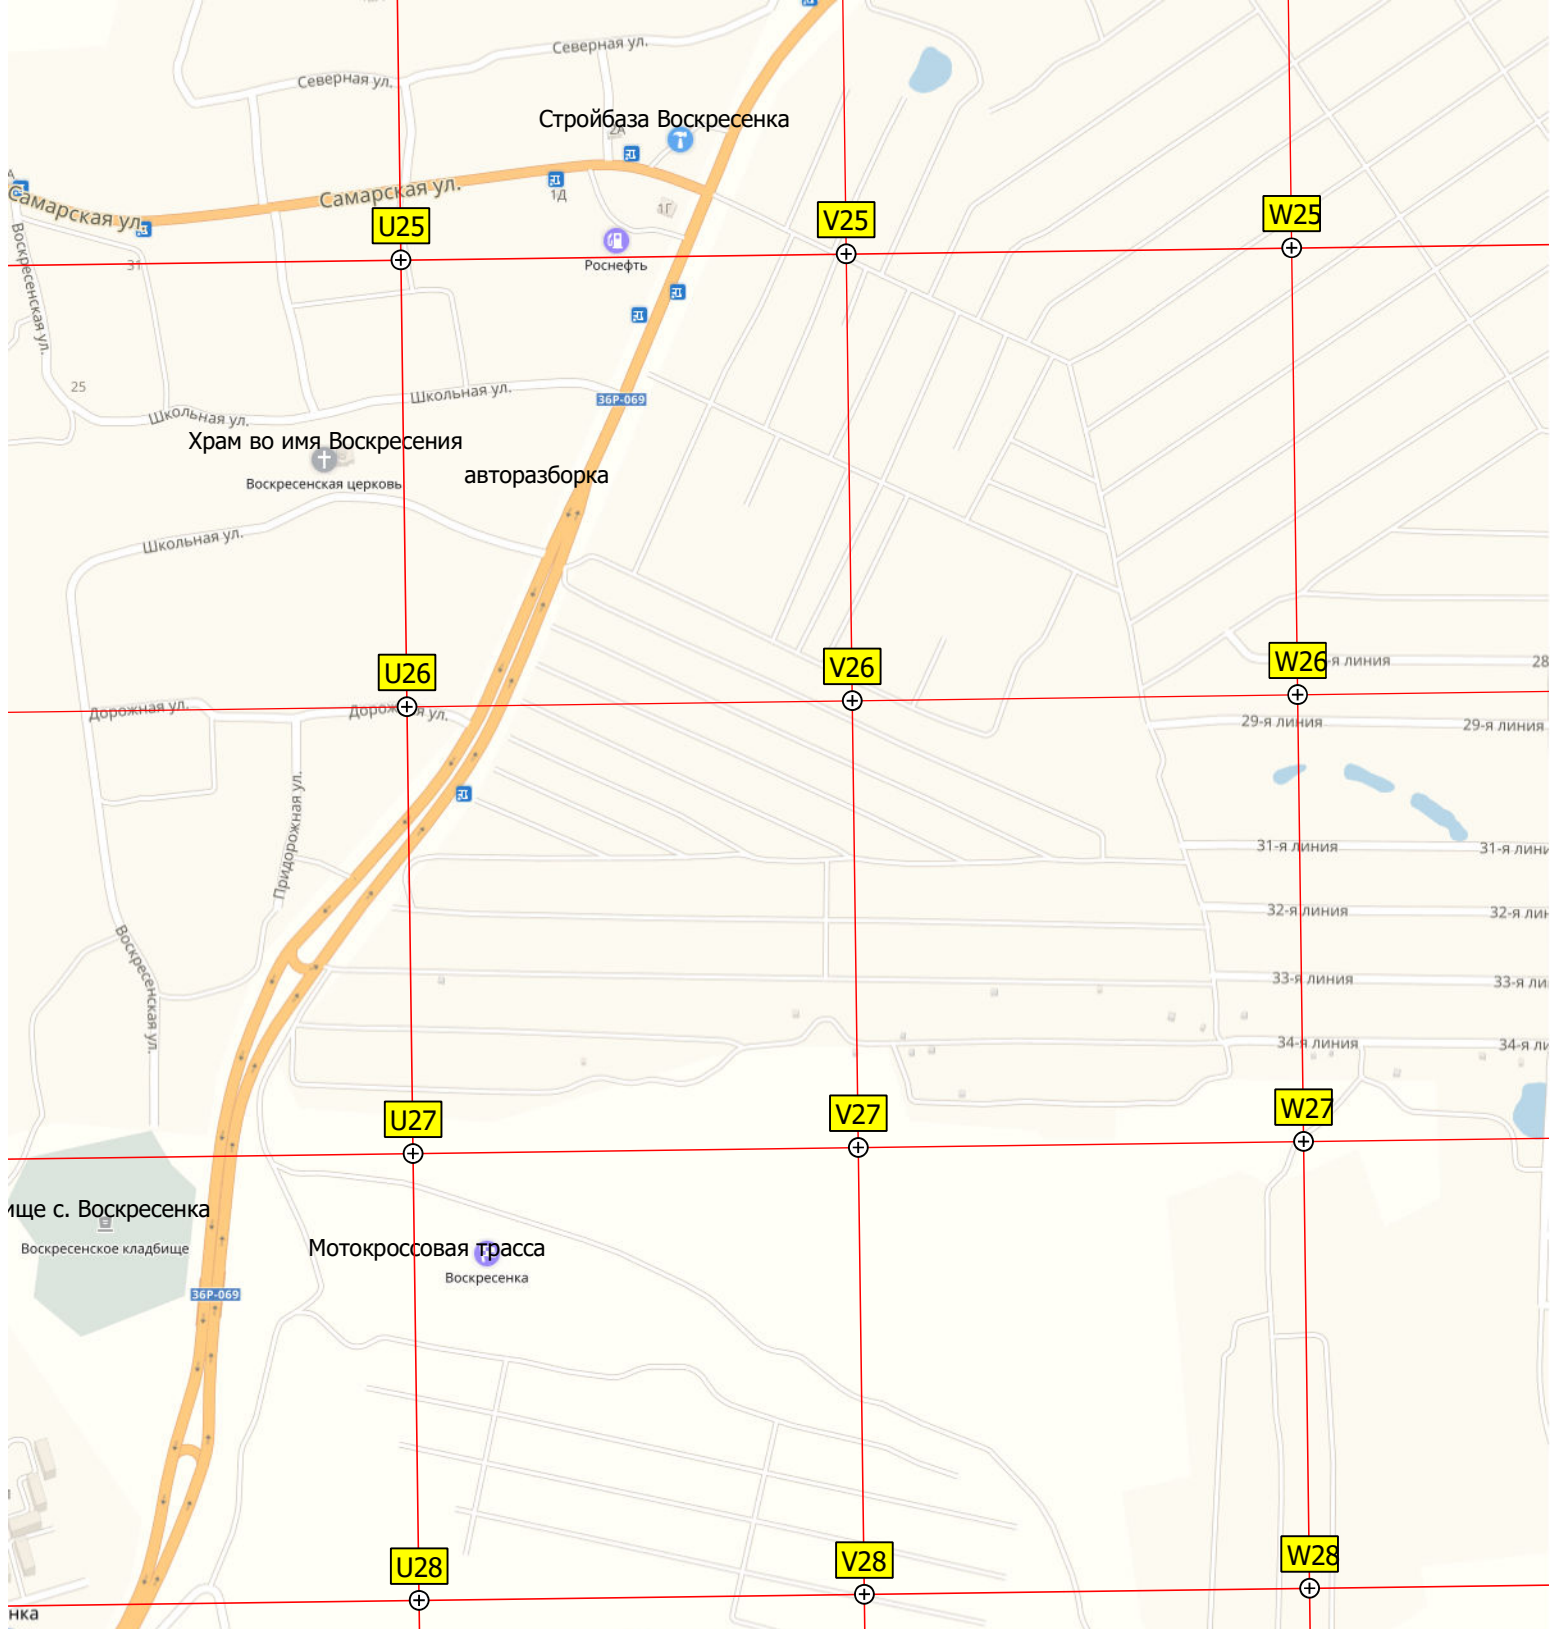 Северная ул.
Северная ул.
Стройбаза Воскресенка
2А
Самарская ул.
Самарская ул.
1Д
1Г
U25
V25
W25
Воскресенская ул.
31
Роснефть
25
Школьная ул.
36Р-069
Школьная ул.
Храм во имя Воскресения
Воскресенская церковь
авторазборка
Школьная ул.
U26
V26
W26
-я линия
28
Дорожная ул.
Дорожная ул.
29-я линия
29-я линия
Придорожная ул.
31-я линия
31-я лини
32-я линия
32-я лин
Воскресенская ул.
33-я линия
33-я ли
34-я линия
34-я ли
U27
V27
W27
ище с. Воскресенка
Воскресенское кладбище
Мотокроссовая трасса
Воскресенка
36Р-069
U28
V28
W28
нка